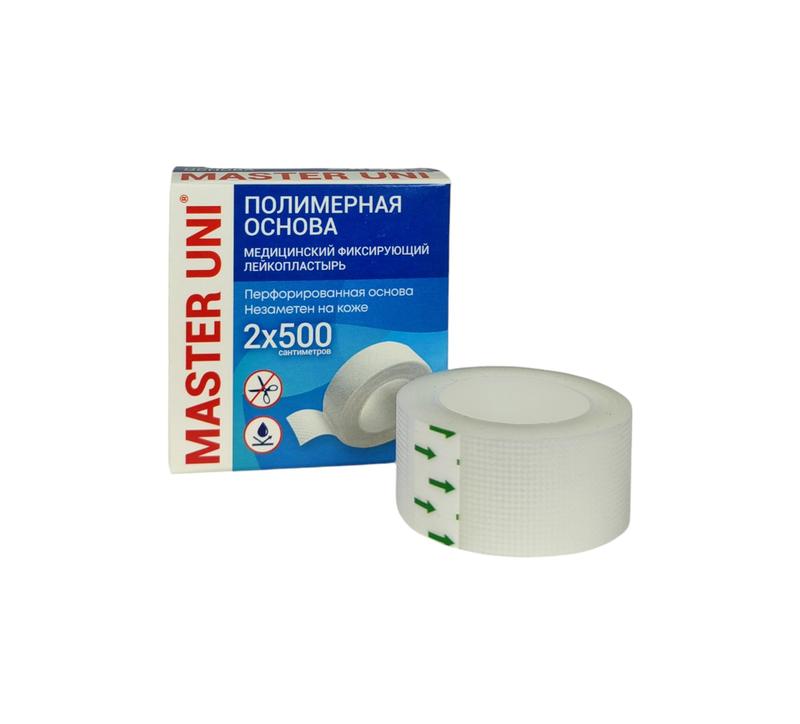 MASTER UNI
MASTER UNI®
ПОЛИМЕРНАЯ
ОСНОВА
МЕДИЦИНСКИЙ ФИКСИРУЮЩИЙ
ЛЕЙКОПЛАСТЫРЬ
Перфорированная основа
Незаметен на коже
2x500
сантиметров